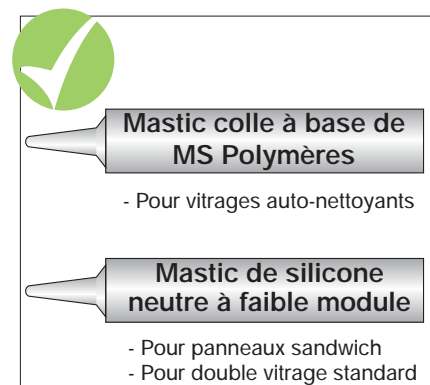 Mastic colle à base de
MS Polymères
- Pour vitrages auto-nettoyants
Mastic de silicone
neutre à faible module
- Pour panneaux sandwich
- Pour double vitrage standard